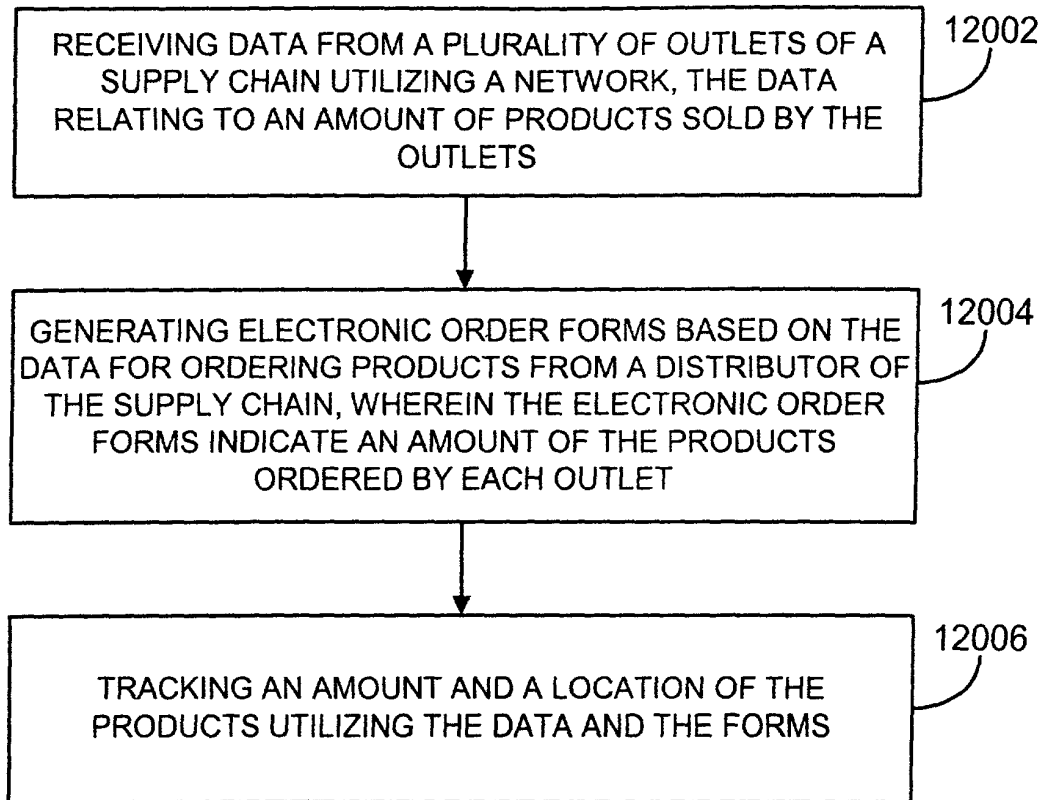 RECEIVING DATA FROM A PLURALITY OF OUTLETS OF A
SUPPLY CHAIN UTILIZING A NETWORK, THE DATA
RELATING TO AN AMOUNT OF PRODUCTS SOLD BY THE
OUTLETS
12002
GENERATING ELECTRONIC ORDER FORMS BASED ON THE
DATA FOR ORDERING PRODUCTS FROM A DISTRIBUTOR OF
THE SUPPLY CHAIN, WHEREIN THE ELECTRONIC ORDER
FORMS INDICATE AN AMOUNT OF THE PRODUCTS
ORDERED BY EACH OUTLET
12004
TRACKING AN AMOUNT AND A LOCATION OF THE
PRODUCTS UTILIZING THE DATA AND THE FORMS
12006